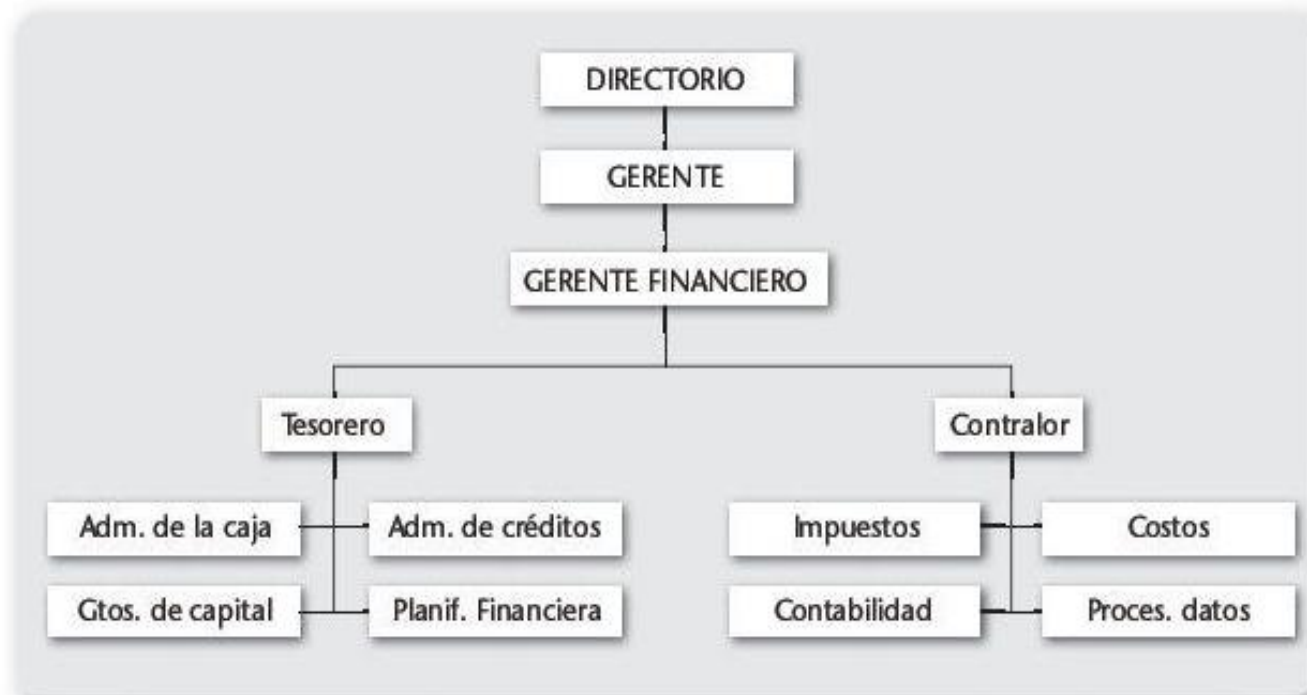 DIRECTORIO
GERENTE
GERENTE FINANCIERO
Tesorero
Contralor
Adm. de la caja
Adm. de créditos
Impuestos
Costos
Gtos. de capital
Planif. Financiera
Contabilidad
Proces. datos